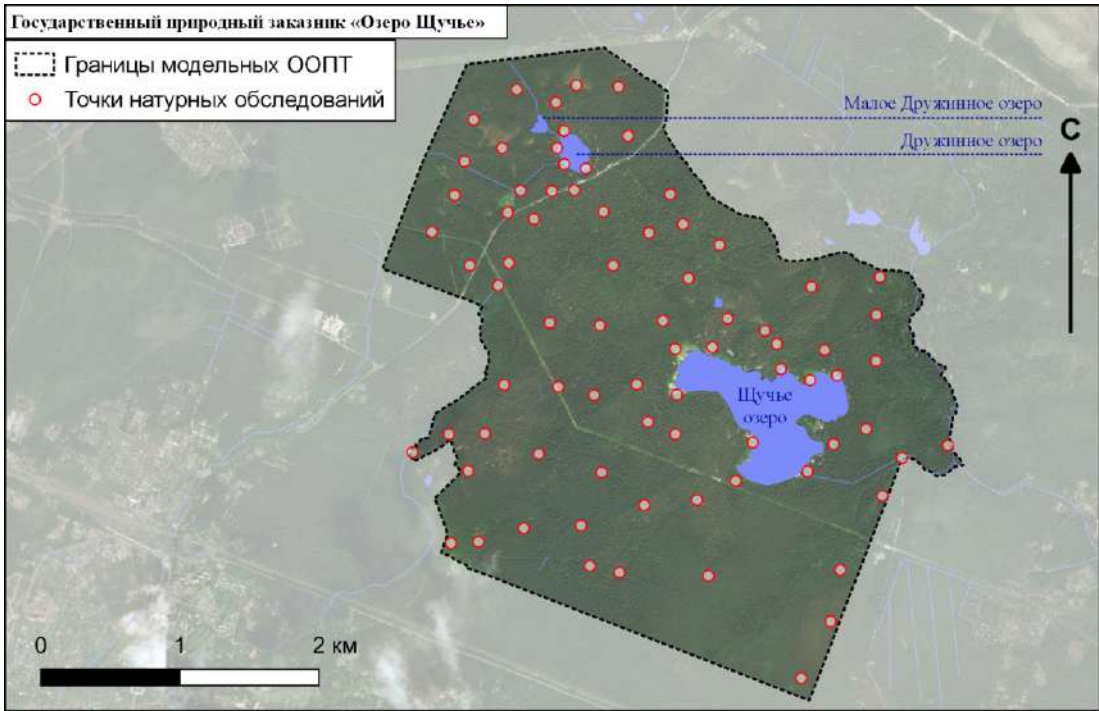 Государственный природный заказник «Озеро Щучье»
Границы модельных ООПТ
Точки натурных обследований
Малое Дружинное озеро
Дружинное озеро
С
Щучье
озеро
0 1 2 км